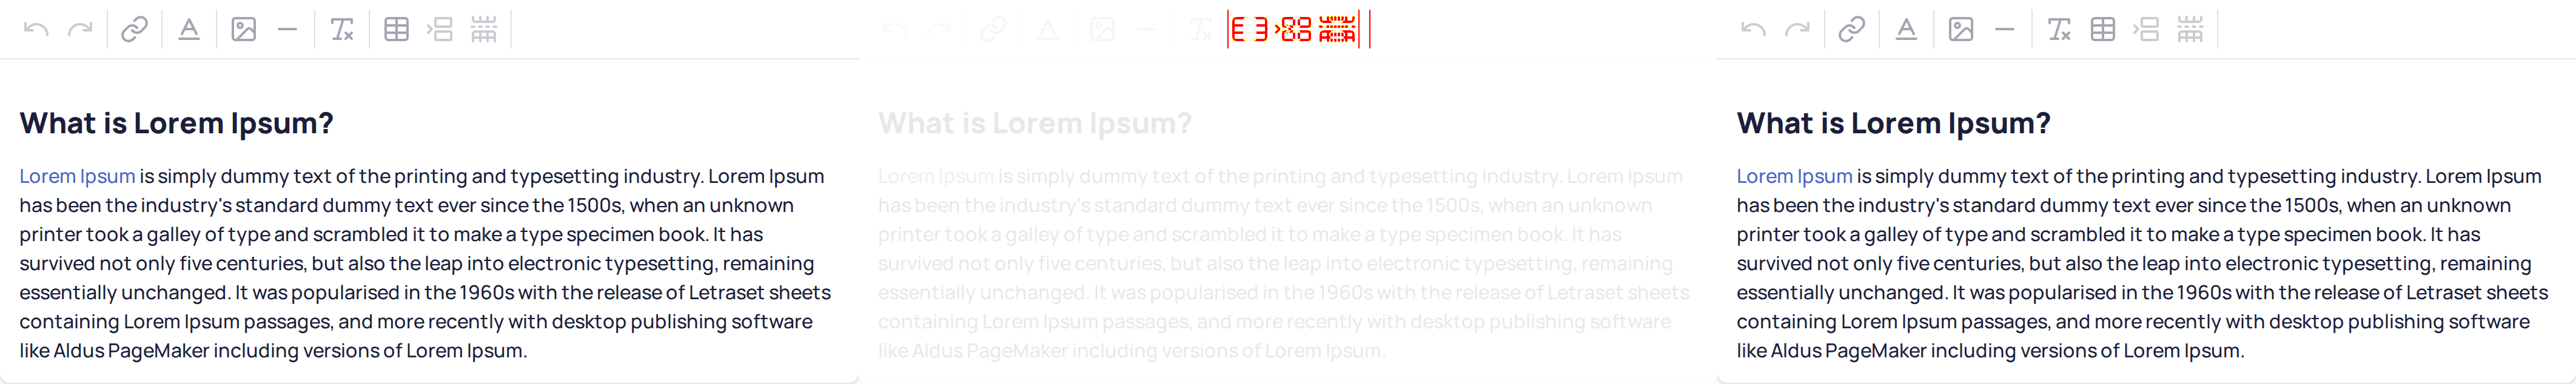 What is Lorem Ipsum?
Lorem Ipsum is simply dummy text of the printing and typesetting industry. Lorem Ipsum
has been the industry's standard dummy text ever since the 1500s, when an unknown
printer took a galley of type and scrambled it to make a type specimen book. It has
survived not only five centuries, but also the leap into electronic typesetting, remaining
essentially unchanged. It was popularised in the 1960s with the release of Letraset sheets
containing Lorem Ipsum passages, and more recently with desktop publishing software
like Aldus PageMaker including versions of Lorem Ipsum.
What is Lorem Ipsum?
Lorem Ipsum is simply dummy text of the printing and typesetting industry. Lorem Ipsum
has been the industry's standard dummy text ever since the 1500s, when an unknown
printer took a galley of type and scrambled it to make a type specimen book. It has
survived not only five centuries, but also the leap into electronic typesetting, remaining
essentially unchanged. It was popularised in the 1960s with the release of Letraset sheets
containing Lorem Ipsum passages, and more recently with desktop publishing software
like Aldus PageMaker including versions of Lorem Ipsum.
What is Lorem Ipsum?
Lorem Ipsum is simply dummy text of the printing and typesetting industry. Lorem Ipsum
has been the industry's standard dummy text ever since the 1500s, when an unknown
printer took a galley of type and scrambled it to make a type specimen book. It has
survived not only five centuries, but also the leap into electronic typesetting, remaining
essentially unchanged. It was popularised in the 1960s with the release of Letraset sheets
containing Lorem Ipsum passages, and more recently with desktop publishing software
like Aldus PageMaker including versions of Lorem Ipsum.